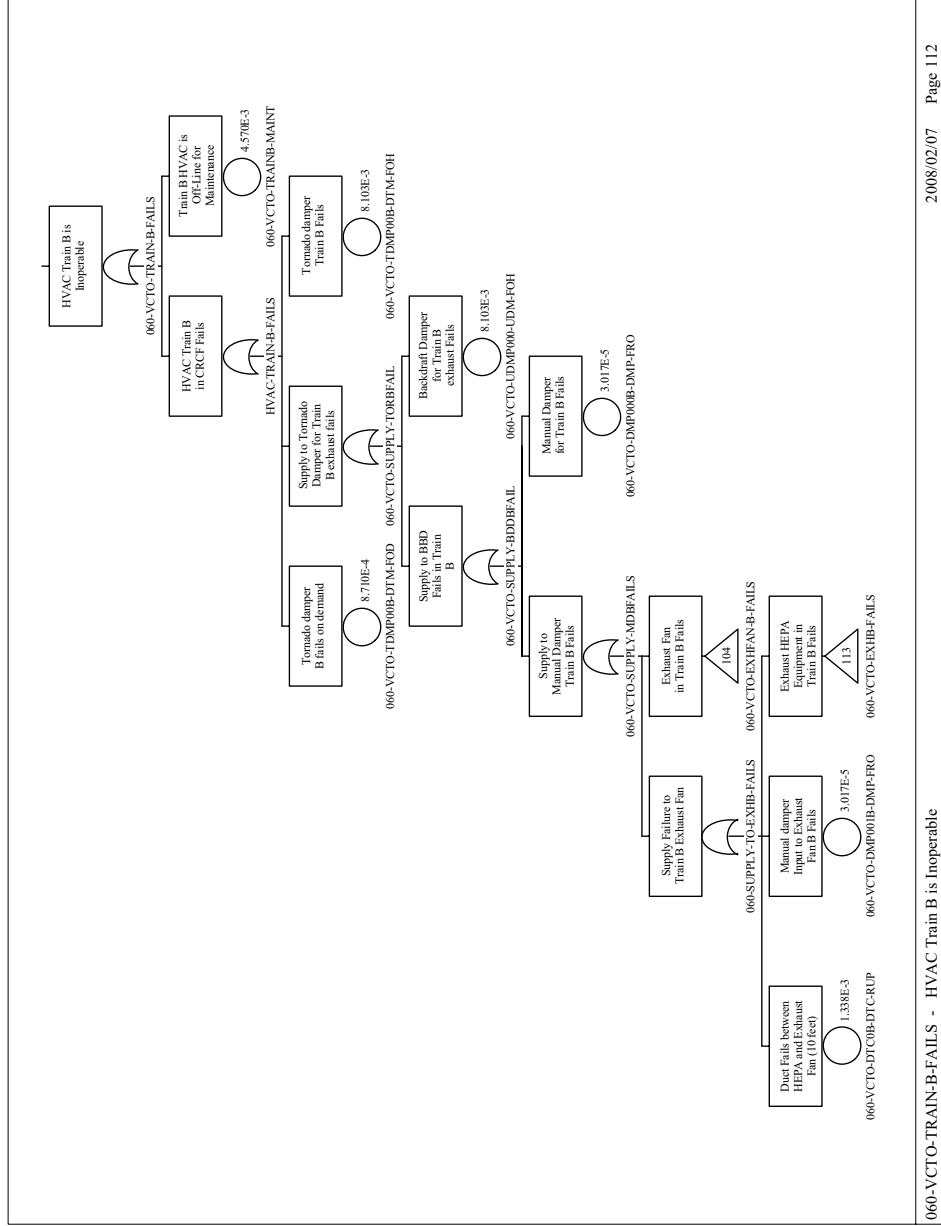 HVAC Train B is
Inoperable
060-VCTO-TRAIN-B-FAILS
HVAC Train B
in CRCF Fails
HVAC-TRAIN-B-FAILS
Train B HVAC is
Off-Line for
Maintenance
4.570E-3
060-VCTO-TRAINB-MAINT
Tornado damper
B fails on demand
8.710E-4
060-VCTO-TDMP00B-DTM-FOD
Supply to Tornado
Damper for Train
B exhaust fails
060-VCTO-SUPPLY-TORBFAIL
Tornado damper
Train B Fails
8.103E-3
060-VCTO-TDMP00B-DTM-FOH
Supply to BBD
Fails in Train
B
060-VCTO-SUPPLY-BDDBFAIL
Backdraft Damper
for Train B
exhaust Fails
8.103E-3
060-VCTO-UDMP000-UDM-FOH
Supply to
Manual Damper
Train B Fails
060-VCTO-SUPPLY-MDBFAILS
Manual Damper
for Train B Fails
3.017E-5
060-VCTO-DMP000B-DMP-FRO
Supply Failure to
Train B Exhaust Fan
060-SUPPLY-TO-EXHB-FAILS
Exhaust Fan
in Train B Fails
104
060-VCTO-EXHFAN-B-FAILS
Duct Fails between
HEPA and Exhaust
Fan (10 feet)
1.338E-3
060-VCTO-DTC0B-DTC-RUP
Manual damper
Input to Exhaust
Fan B Fails
3.017E-5
060-VCTO-DMP001B-DMP-FRO
Exhaust HEPA
Equipment in
Train B Fails
113
060-VCTO-EXHB-FAILS
060-VCTO-TRAIN-B-FAILS - HVAC Train B is Inoperable
2008/02/07 Page 112